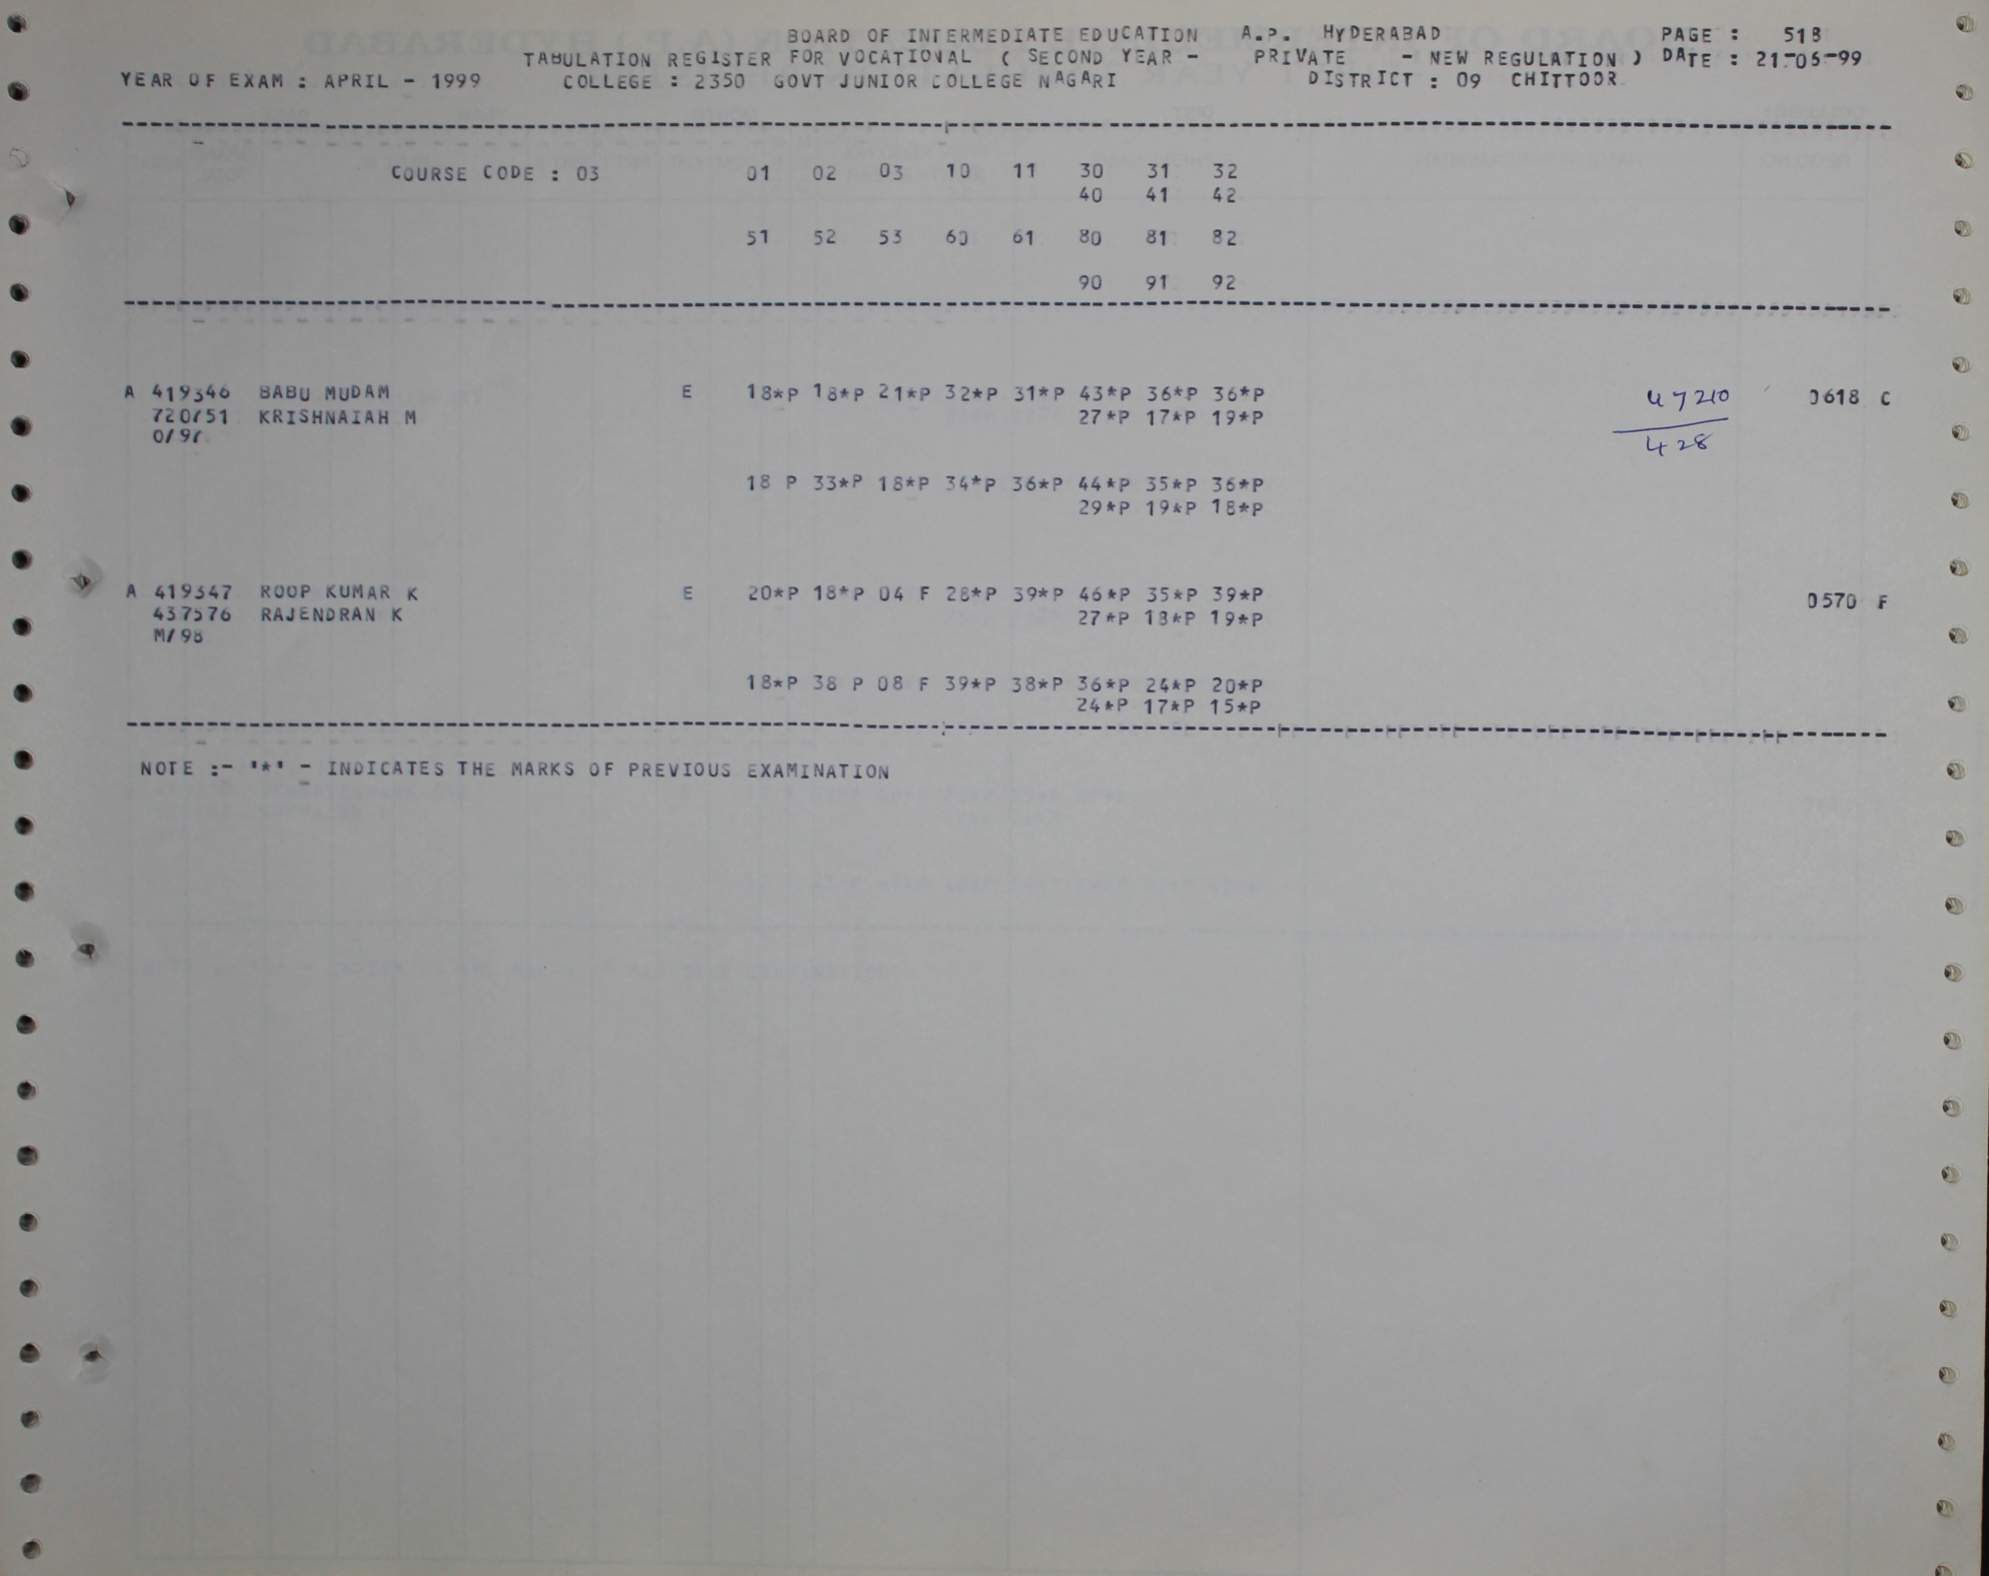 BOARD OF INTERMEDIATE EDUCATION A.P. HYDERABAD PAGE : 518
TABULATION REGISTER FOR VOCATIONAL ( SECOND YEAR - PRIVATE - NEW REGULATION ) DATE : 21-06-99
YEAR OF EXAM : APRIL - 1999 COLLEGE : 2350 GOVT JUNIOR COLLEGE NAGARI DISTRICT : 09 CHITTOOR
COURSE CODE : 03 01 02 03 10 11 30 31 32
40 41 42
51 52 53 60 61 80 81 82
90 91 92
A 419346 BABU MUDAM E 18*P 18*P 21*P 32*P 31*P 43*P 36*P 36*P 47210 0618 C
720751 KRISHNAIAH M 27*P 17*P 19*P
O/97 428
18 P 33*P 18*P 34*P 36*P 44*P 35*P 36*P
29*P 19*P 18*P
A 419347 ROOP KUMAR K E 20*P 18*P 04 F 28*P 39*P 46*P 35*P 39*P 0570 F
437576 RAJENDRAN K 27*P 18*P 19*P
M/98
18*P 38 P 08 F 39*P 38*P 36*P 24*P 20*P
24*P 17*P 15*P
NOTE :- '*' - INDICATES THE MARKS OF PREVIOUS EXAMINATION